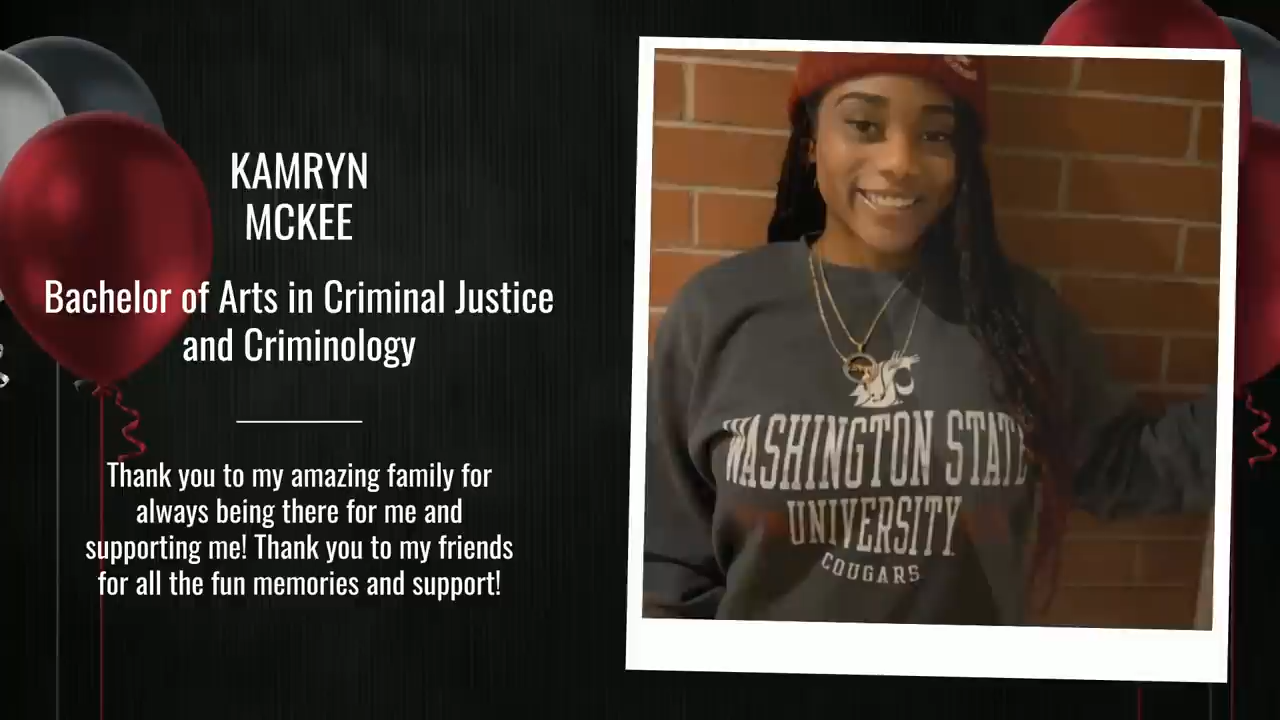 KAMRYN
MCKEE
Bachelor of Arts in Criminal Justice
and Criminology
Thank you to my amazing family for
always being there for me and
supporting me! Thank you to my friends
for all the fun memories and support!
WASHINGTON STATE
UNIVERSITY
COUGARS